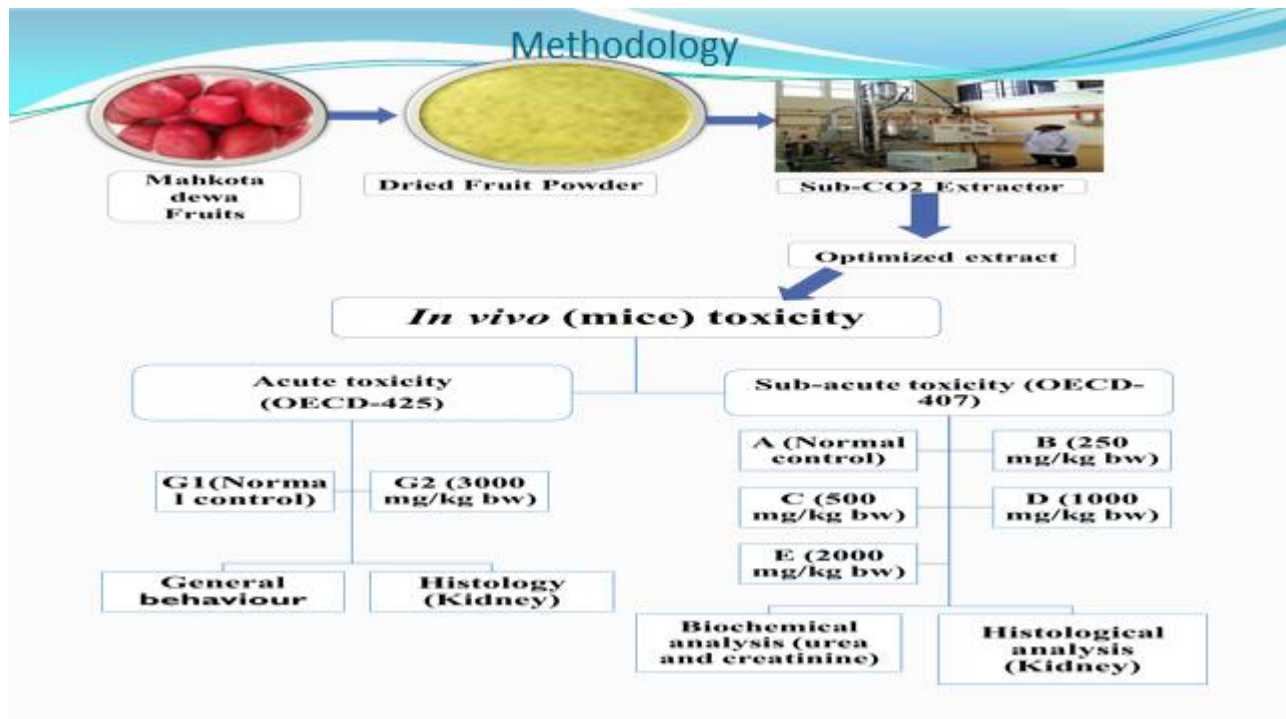 Methodology
Mahkota
dewa
Fruits
Dried Fruit Powder
Sub-CO2 Extractor
Optimized extract
In vivo (mice) toxicity
Acute toxicity
(OECD-425)
Sub-acute toxicity (OECD-
407)
A (Normal
control)
B (250
mg/kg bw)
G1(Norma
l control)
G2 (3000
mg/kg bw)
C (500
mg/kg bw)
D (1000
mg/kg bw)
E (2000
mg/kg bw)
General
behaviour
Histology
(Kidney)
Biochemical
analysis (urea
and creatinine)
Histological
analysis
(Kidney)